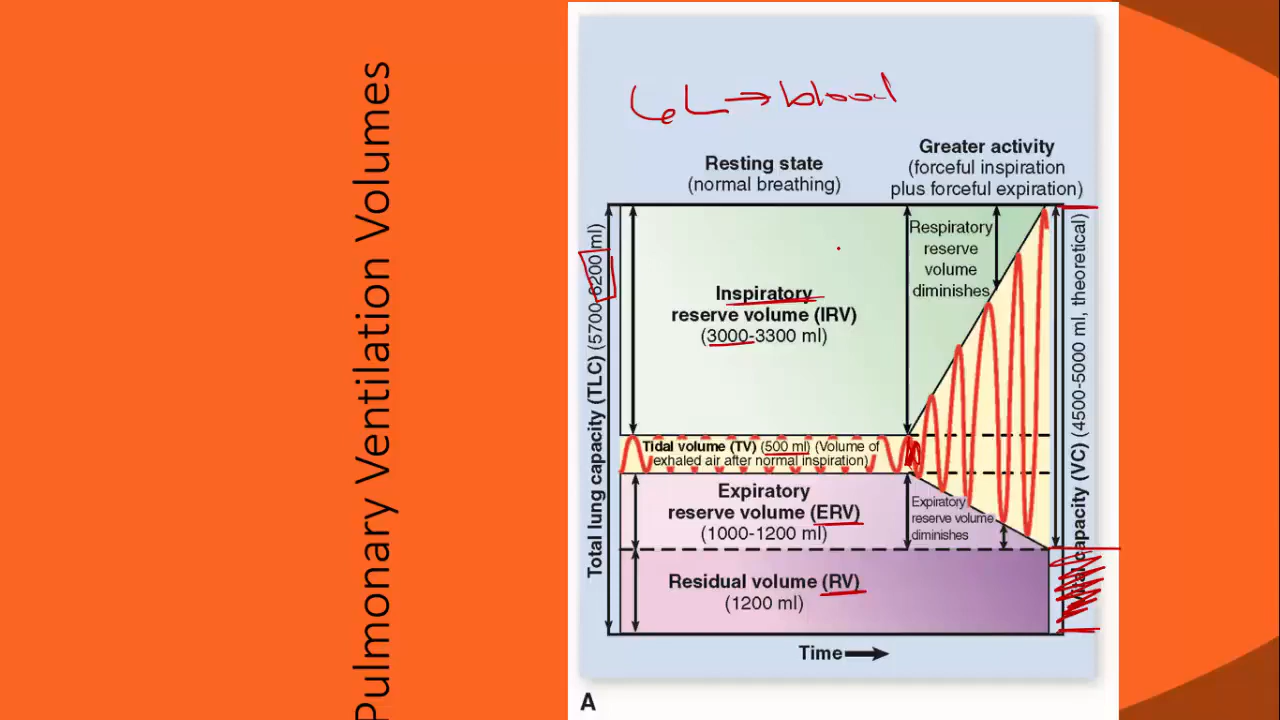 Pulmonary Ventilation Volumes
6L → blood
Resting state
(normal breathing)
Greater activity
(forceful inspiration
plus forceful expiration)
Total lung capacity (TLC) (5700-6200 ml)
Inspiratory
reserve volume (IRV)
(3000-3300 ml)
Respiratory
reserve
volume
diminishes
Tidal volume (TV) (500 ml) (Volume of
exhaled air after normal inspiration)
Expiratory
reserve volume (ERV)
(1000-1200 ml)
Expiratory
reserve volume
diminishes
Residual volume (RV)
(1200 ml)
Vital capacity (VC) (4500-5000 ml, theoretical)
Time
A